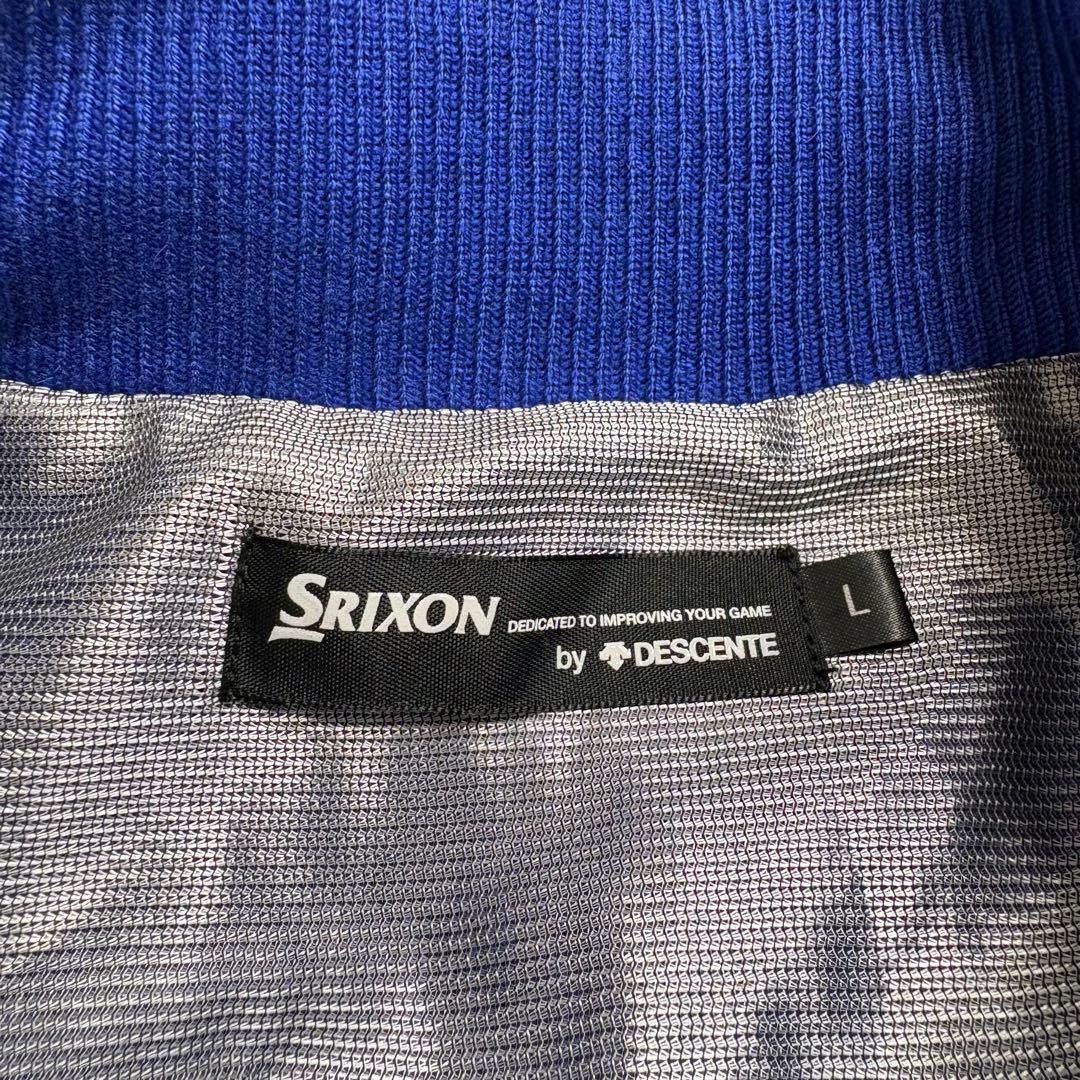 SRIXON DEDICATED TO IMPROVING YOUR GAME
by DESCENTE
L